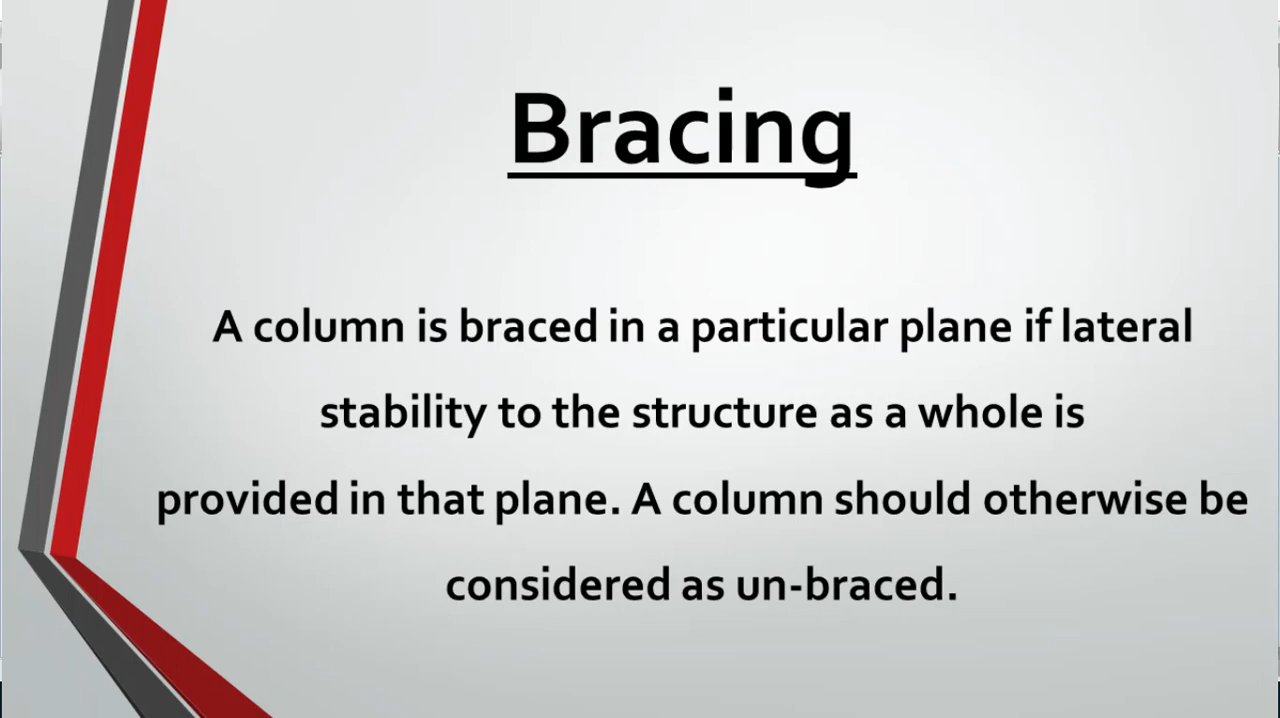 Bracing
A column is braced in a particular plane if lateral
stability to the structure as a whole is
provided in that plane. A column should otherwise be
considered as un-braced.